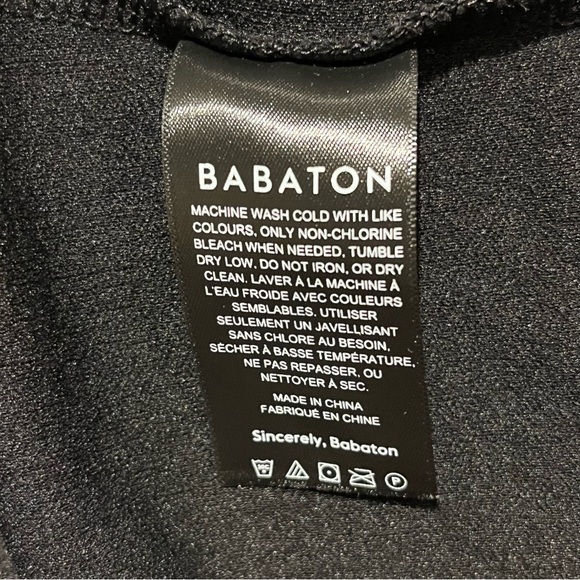 BABATON
MACHINE WASH COLD WITH LIKE
COLOURS, ONLY NON-CHLORINE
BLEACH WHEN NEEDED, TUMBLE
DRY LOW, DO NOT IRON, OR DRY
CLEAN. LAVER À LA MACHINE À
L'EAU FROIDE AVEC COULEURS
SEMBLABLES, UTILISER
SEULEMENT UN JAVELLISANT
SANS CHLORE AU BESOIN,
SÉCHER À BASSE TEMPÉRATURE,
NE PAS REPASSER, OU
NETTOYER À SEC.
MADE IN CHINA
FABRIQUÉ EN CHINE
Sincerely, Babaton
P